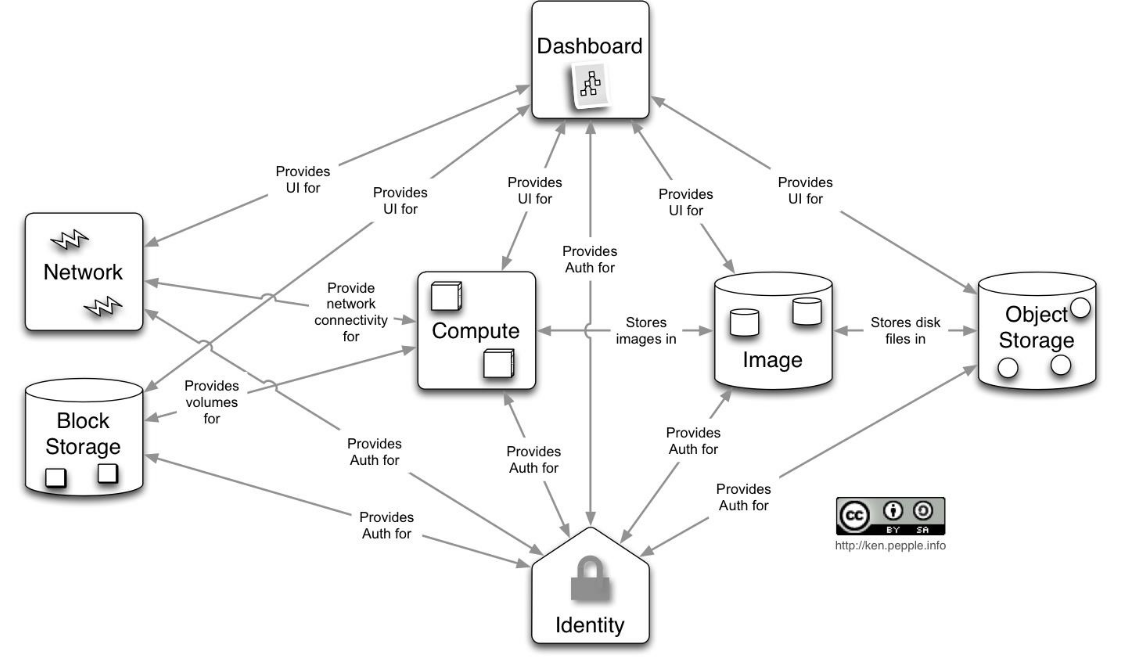 Dashboard
Provides
UI for
Provides
UI for
Provides
UI for
Provides
UI for
Provides
UI for
Network
Provides
Auth for
Provide
network
connectivity
for
Compute
Stores
images in
Image
Stores disk
files in
Object
Storage
Block
Storage
Provides
volumes
for
Provides
Auth for
Provides
Auth for
Provides
Auth for
Provides
Auth for
Provides
Auth for
cc
BY SA
http://ken.pepple.info
Identity